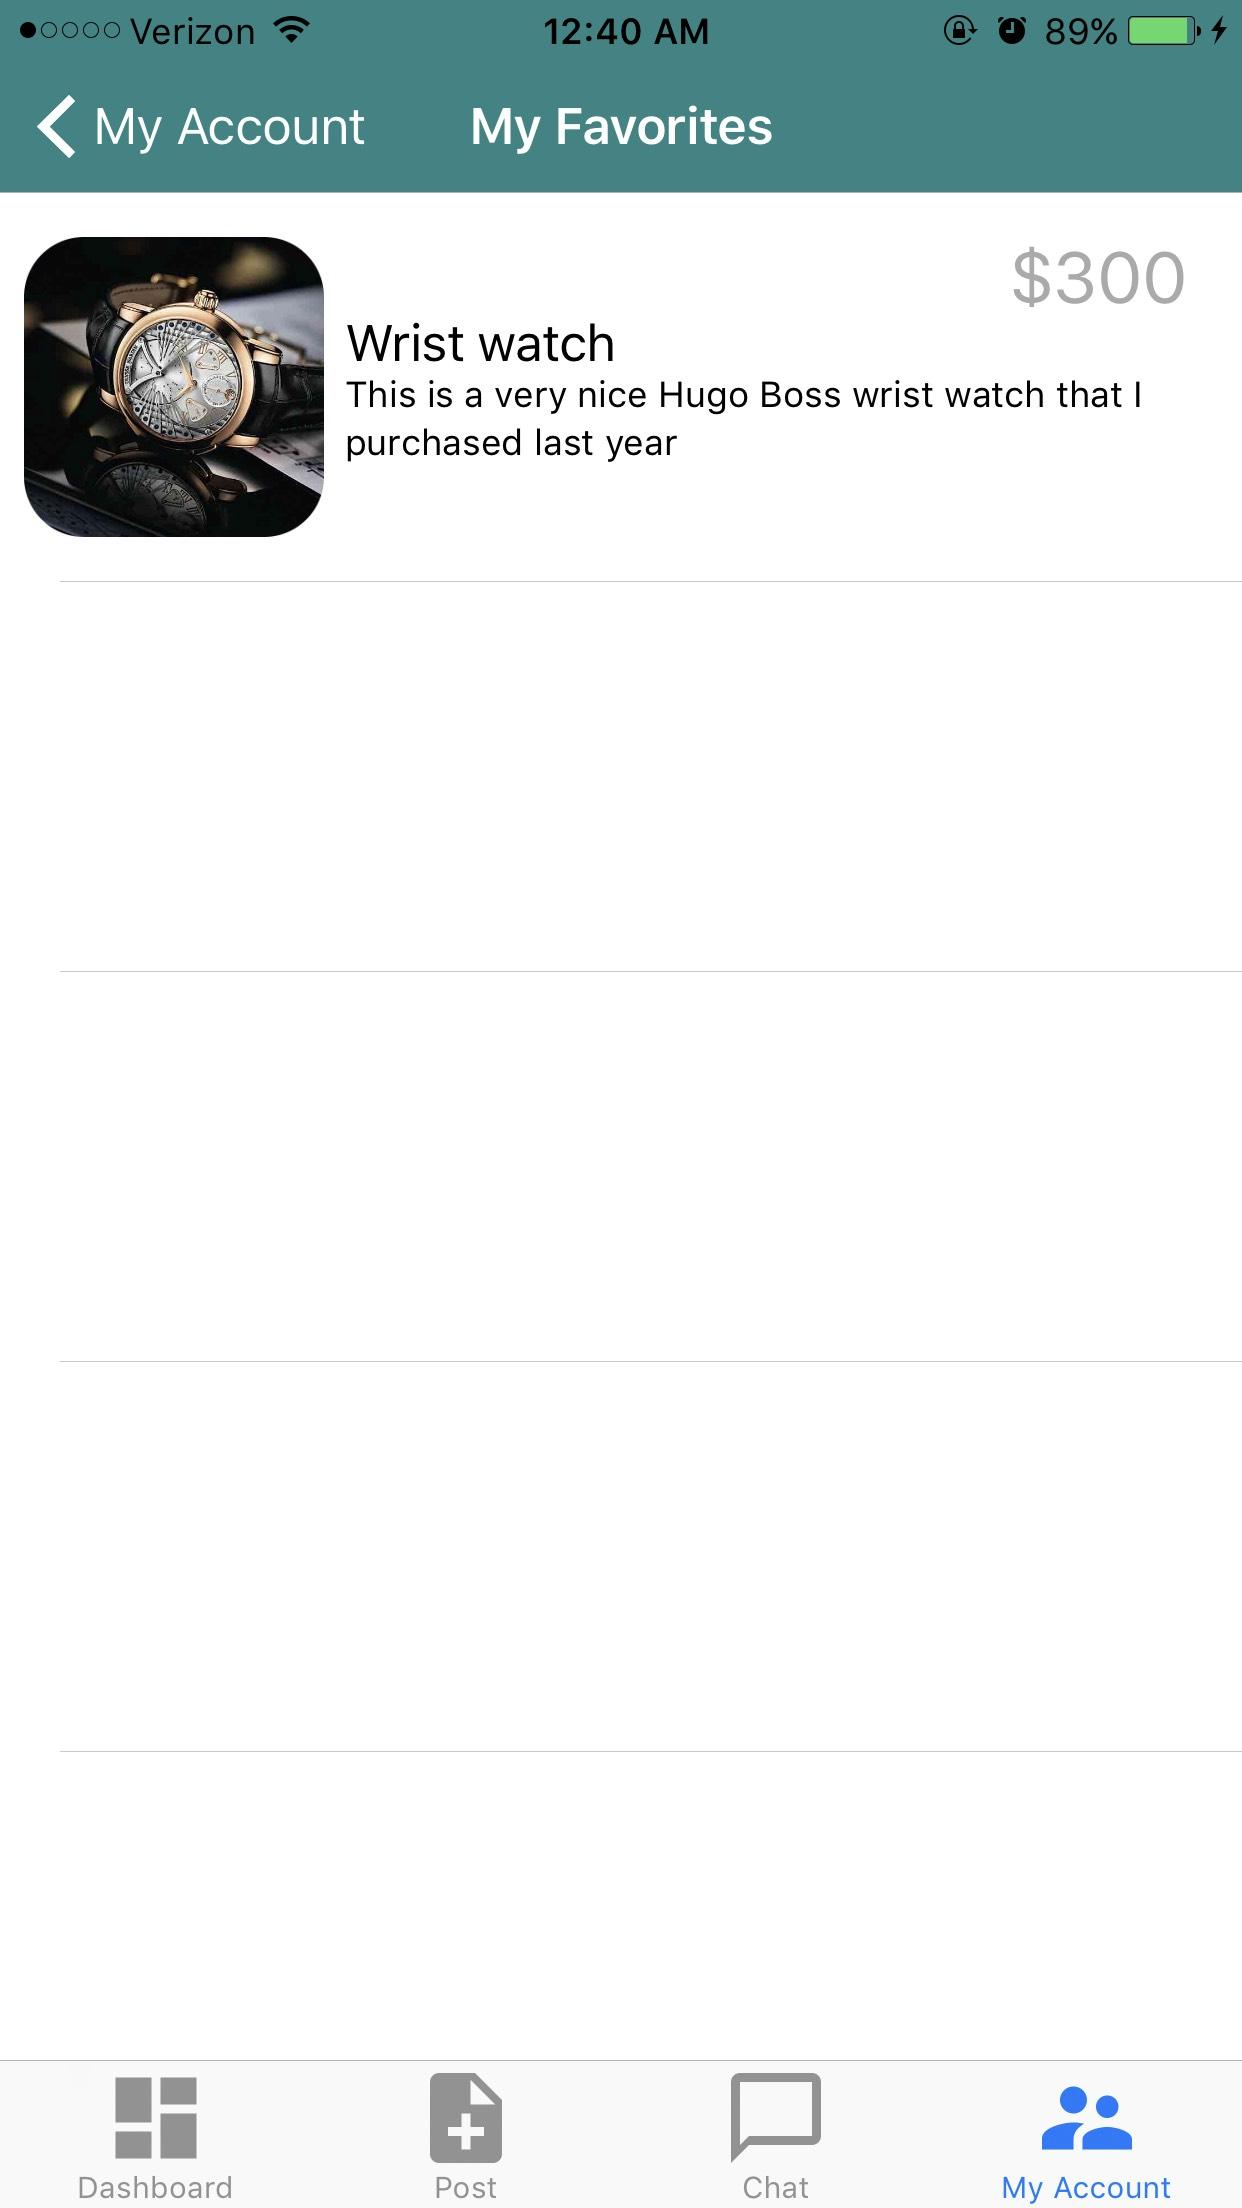 Verizon 12:40 AM 89%
My Account My Favorites
$300
Wrist watch
This is a very nice Hugo Boss wrist watch that I
purchased last year
Dashboard Post Chat My Account